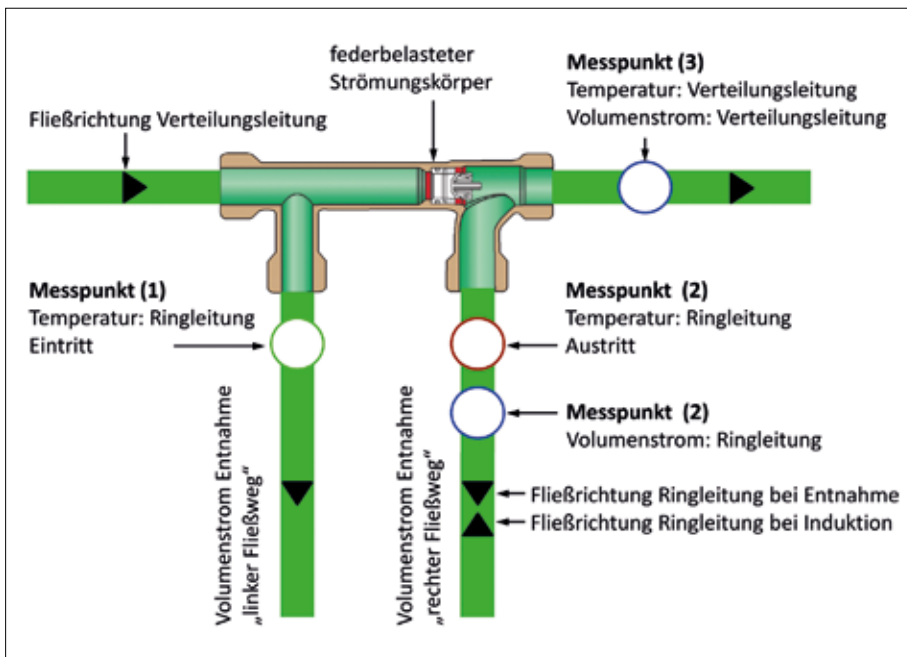 federbelasteter
Strömungskörper
Fließrichtung Verteilungsleitung
Messpunkt (3)
Temperatur: Verteilungsleitung
Volumenstrom: Verteilungsleitung
Messpunkt (1)
Temperatur: Ringleitung
Eintritt
Messpunkt (2)
Temperatur: Ringleitung
Austritt
Messpunkt (2)
Volumenstrom: Ringleitung
Volumenstrom Entnahme
„linker Fließweg“
Volumenstrom Entnahme
„rechter Fließweg“
Fließrichtung Ringleitung bei Entnahme
Fließrichtung Ringleitung bei Induktion